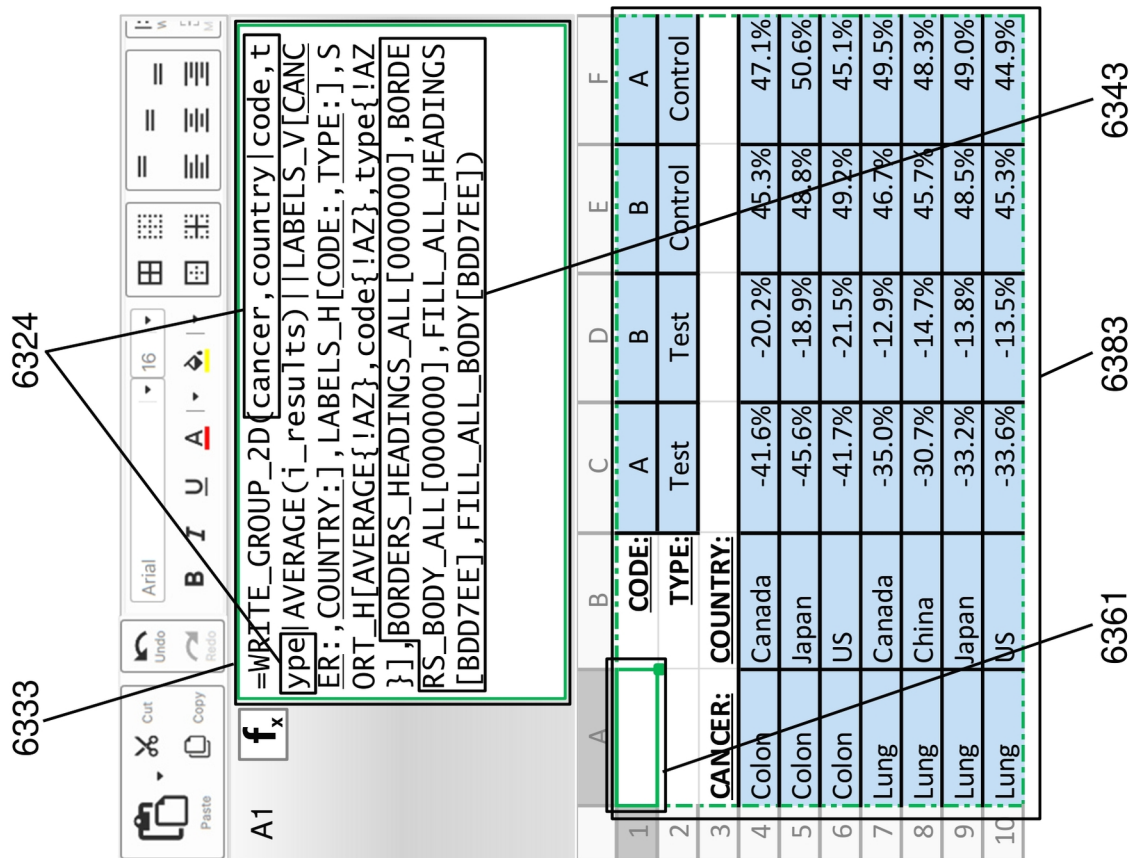 6333 6324
Paste Cut Copy Undo Redo Arial 16 B I U A
A1 fx
=WRITE_GROUP_2D(cancer,country|code,t
ype|AVERAGE(i_results)||LABELS_V[CANC
ER:,COUNTRY:],LABELS_H[CODE:,TYPE:],S
ORT_H[AVERAGE{!AZ},code{!AZ},type{!AZ
}],BORDERS_HEADINGS_ALL[000000],BORDE
RS_BODY_ALL[000000],FILL_ALL_HEADINGS
[BDD7EE],FILL_ALL_BODY[BDD7EE])
A B C D E F
1 CODE: A B B A
2 TYPE: Test Test Control Control
3 CANCER: COUNTRY:
4 Colon Canada -41.6% -20.2% 45.3% 47.1%
5 Colon Japan -45.6% -18.9% 48.8% 50.6%
6 Colon US -41.7% -21.5% 49.2% 45.1%
7 Lung Canada -35.0% -12.9% 46.7% 49.5%
8 Lung China -30.7% -14.7% 45.7% 48.3%
9 Lung Japan -33.2% -13.8% 48.5% 49.0%
10 Lung US -33.6% -13.5% 45.3% 44.9%
6361 6383 6343